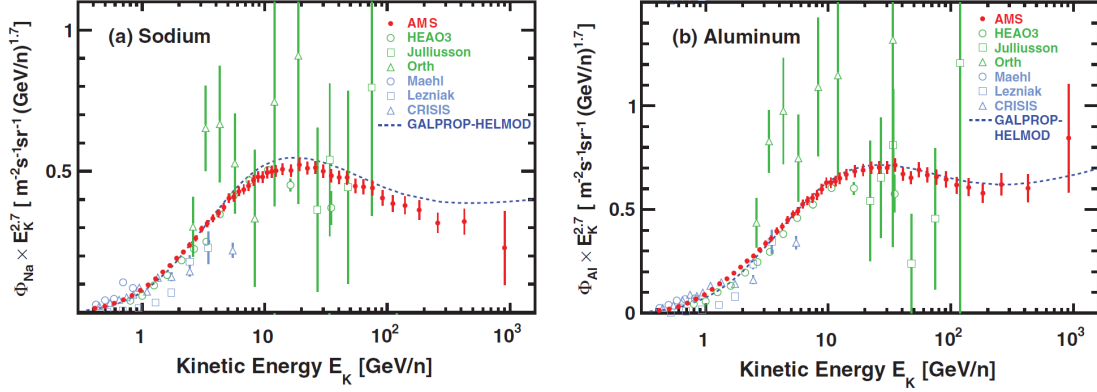 (a) Sodium
AMS
HEAO3
Julliusson
Orth
Maehl
Lezniak
CRISIS
GALPROP-HELMOD
Φ_Na × E_K^2.7 [ m^-2s^-1sr^-1 (GeV/n)^1.7]
1
0.5
0
1
10
10^2
10^3
Kinetic Energy E_K [GeV/n]
(b) Aluminum
AMS
HEAO3
Julliusson
Orth
Maehl
Lezniak
CRISIS
GALPROP-
HELMOD
Φ_Al × E_K^2.7 [ m^-2s^-1sr^-1 (GeV/n)^1.7]
1
0.5
0
1
10
10^2
10^3
Kinetic Energy E_K [GeV/n]